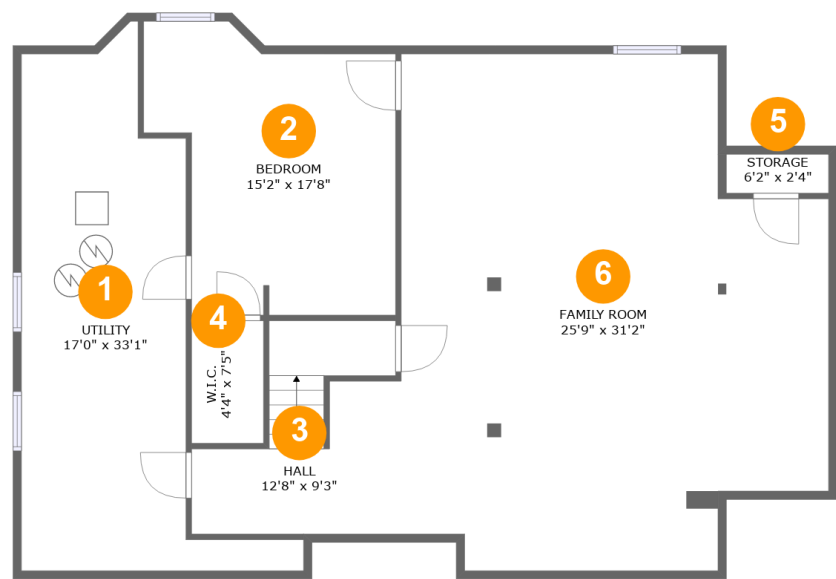 2
BEDROOM
15'2" x 17'8"
5
STORAGE
6'2" x 2'4"
1
UTILITY
17'0" x 33'1"
4
W.I.C.
4'4" x 7'5"
6
FAMILY ROOM
25'9" x 31'2"
3
HALL
12'8" x 9'3"